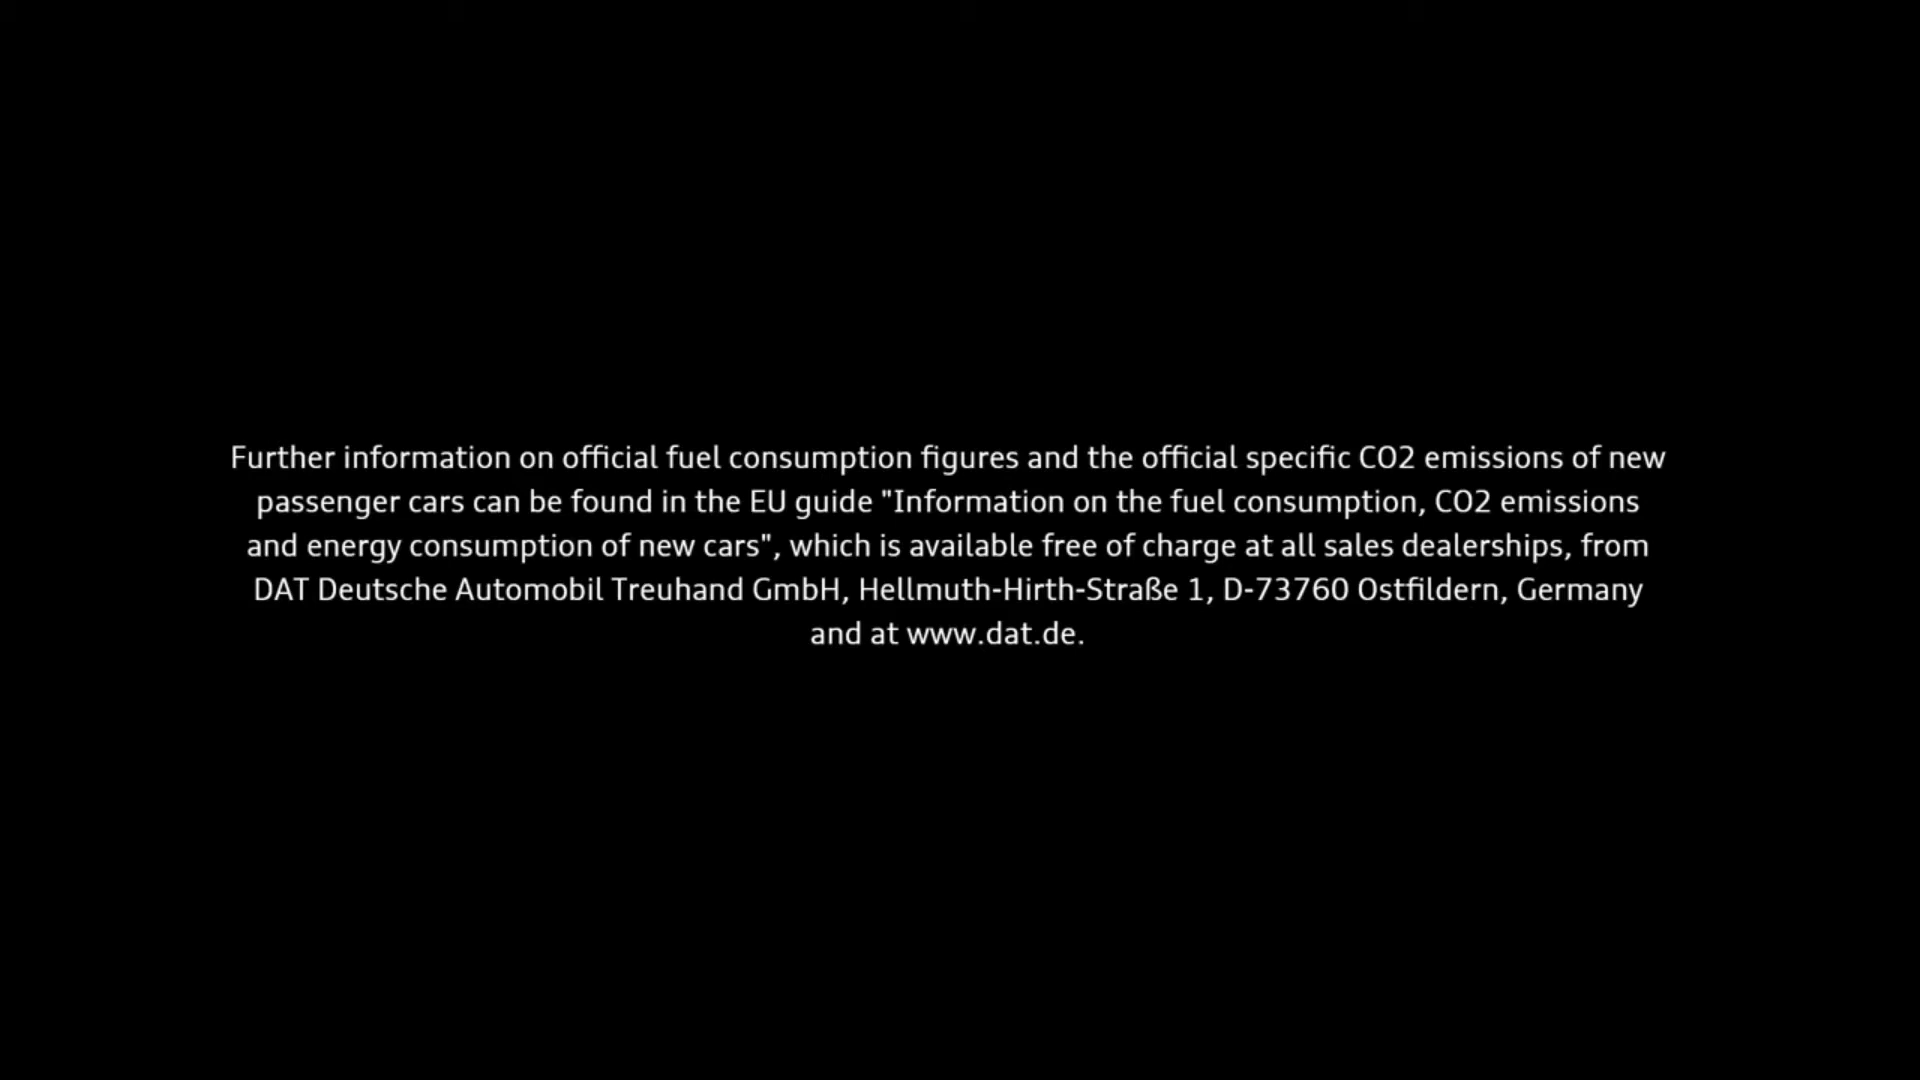 Further information on official fuel consumption figures and the official specific CO2 emissions of new
passenger cars can be found in the EU guide "Information on the fuel consumption, CO2 emissions
and energy consumption of new cars", which is available free of charge at all sales dealerships, from
DAT Deutsche Automobil Treuhand GmbH, Hellmuth-Hirth-Straße 1, D-73760 Ostfildern, Germany
and at www.dat.de.